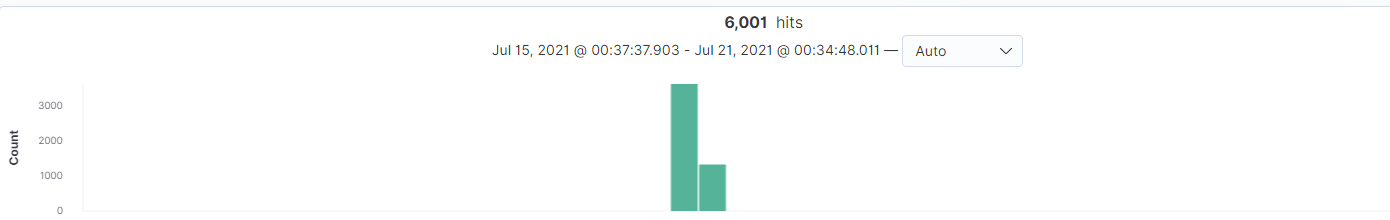 6,001 hits
Jul 15, 2021 @ 00:37:37.903 - Jul 21, 2021 @ 00:34:48.011 — Auto
Count
3000
2000
1000
0